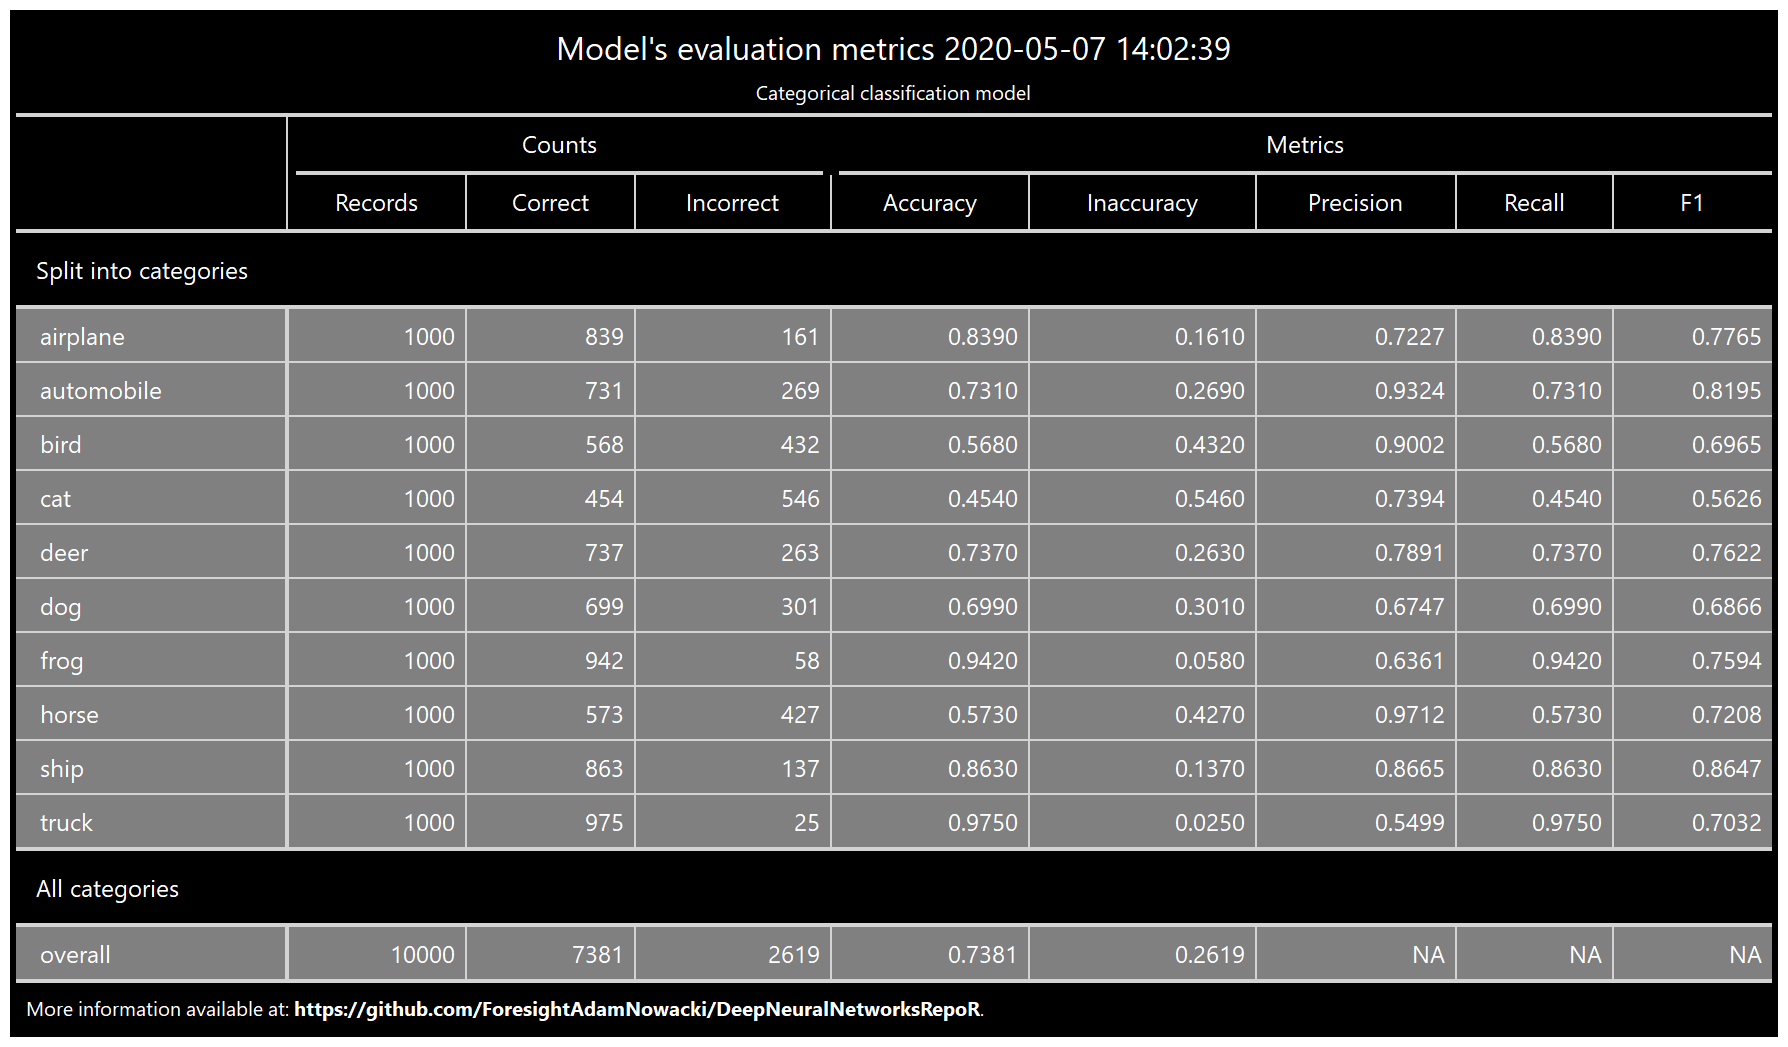 Model's evaluation metrics 2020-05-07 14:02:39
Categorical classification model
Counts Metrics
Records Correct Incorrect Accuracy Inaccuracy Precision Recall F1
Split into categories
airplane 1000 839 161 0.8390 0.1610 0.7227 0.8390 0.7765
automobile 1000 731 269 0.7310 0.2690 0.9324 0.7310 0.8195
bird 1000 568 432 0.5680 0.4320 0.9002 0.5680 0.6965
cat 1000 454 546 0.4540 0.5460 0.7394 0.4540 0.5626
deer 1000 737 263 0.7370 0.2630 0.7891 0.7370 0.7622
dog 1000 699 301 0.6990 0.3010 0.6747 0.6990 0.6866
frog 1000 942 58 0.9420 0.0580 0.6361 0.9420 0.7594
horse 1000 573 427 0.5730 0.4270 0.9712 0.5730 0.7208
ship 1000 863 137 0.8630 0.1370 0.8665 0.8630 0.8647
truck 1000 975 25 0.9750 0.0250 0.5499 0.9750 0.7032
All categories
overall 10000 7381 2619 0.7381 0.2619 NA NA NA
More information available at: https://github.com/ForesightAdamNowacki/DeepNeuralNetworksRepoR.